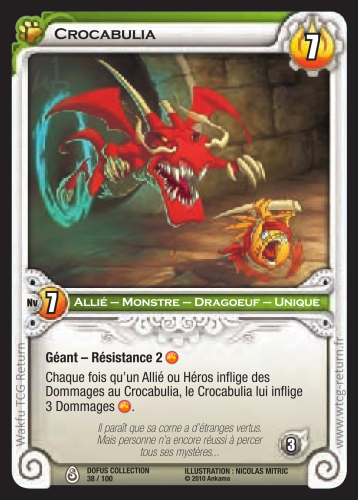 CROCABULIA
7
Nv 7 ALLIÉ – MONSTRE – DRAGOEUF – UNIQUE
Géant – Résistance 2
Chaque fois qu'un Allié ou Héros inflige des
Dommages au Crocabulia, le Crocabulia lui inflige
3 Dommages .
Il paraît que sa corne a d'étranges vertus.
Mais personne n'a encore réussi à percer
tous ses mystères...
3
Wakfu TCG Return
www.wtcg-return.fr
DOFUS COLLECTION
38 / 100
ILLUSTRATION : NICOLAS MITRIC
© 2010 Ankama